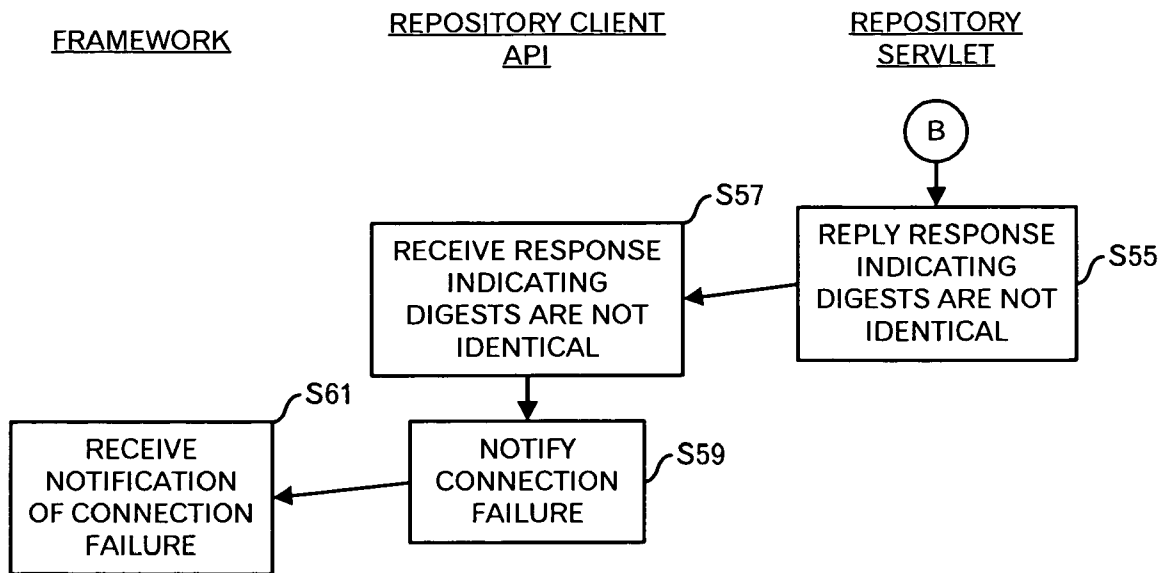 FRAMEWORK
REPOSITORY CLIENT
API
REPOSITORY
SERVLET
B
S55
REPLY RESPONSE
INDICATING
DIGESTS ARE NOT
IDENTICAL
S57
RECEIVE RESPONSE
INDICATING
DIGESTS ARE NOT
IDENTICAL
S59
NOTIFY
CONNECTION
FAILURE
S61
RECEIVE
NOTIFICATION
OF CONNECTION
FAILURE